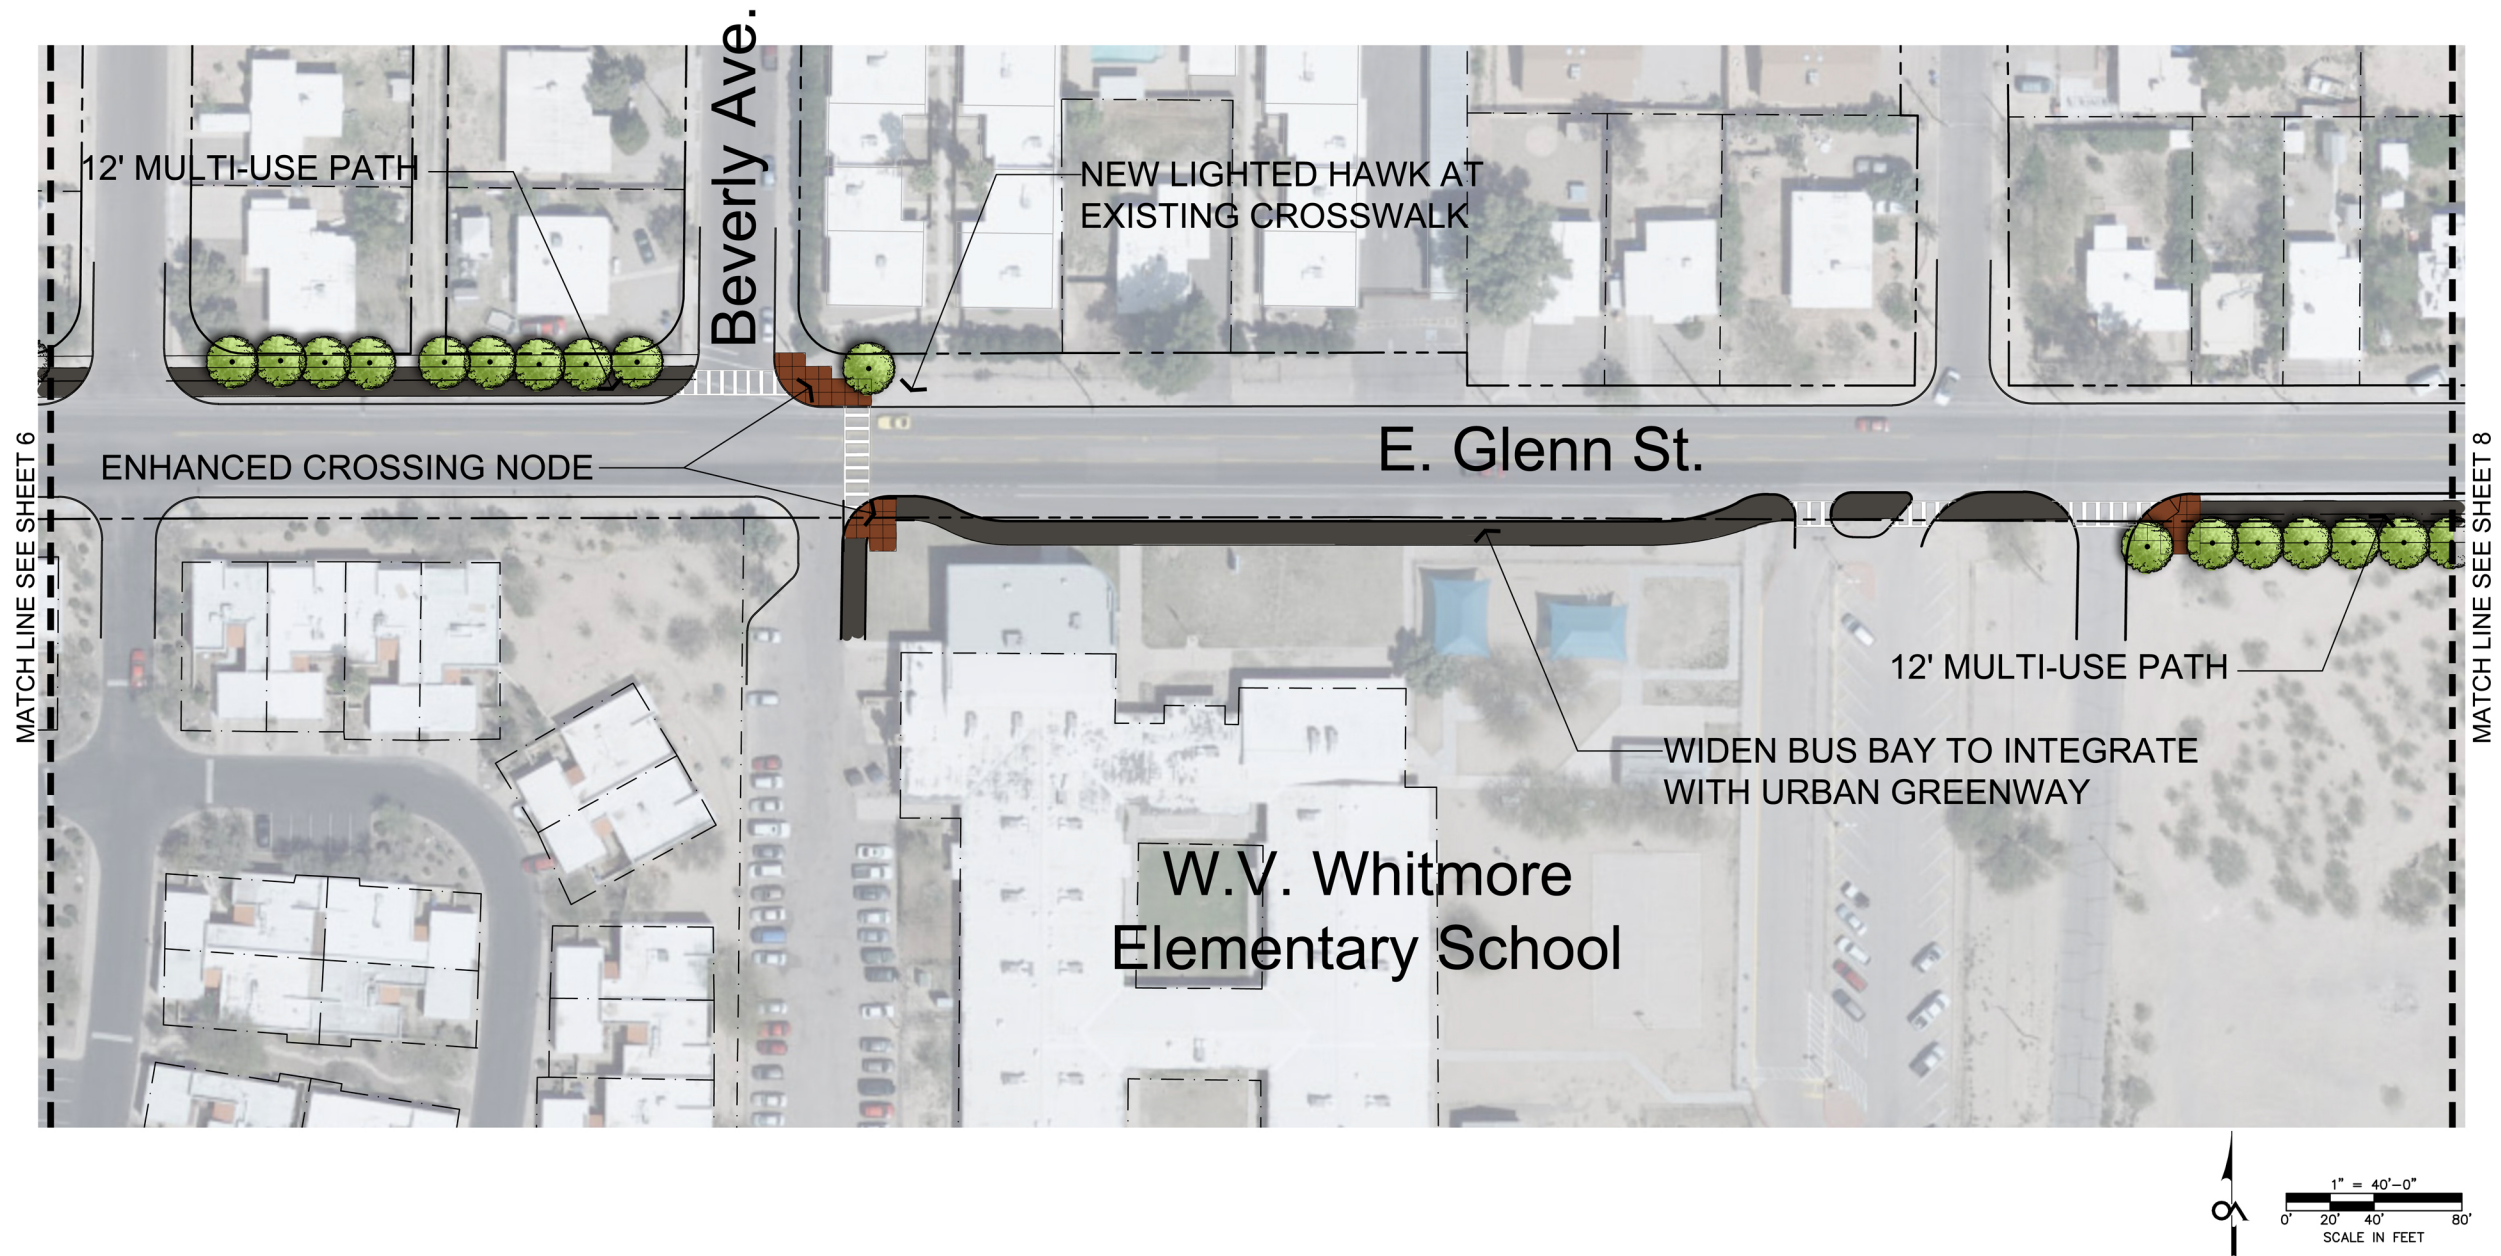 Beverly Ave.
12' MULTI-USE PATH
NEW LIGHTED HAWK AT
EXISTING CROSSWALK
E. Glenn St.
ENHANCED CROSSING NODE
MATCH LINE SEE SHEET 6
MATCH LINE SEE SHEET 8
12' MULTI-USE PATH
WIDEN BUS BAY TO INTEGRATE
WITH URBAN GREENWAY
W.V. Whitmore
Elementary School
1" = 40'-0"
0' 20' 40' 80'
SCALE IN FEET